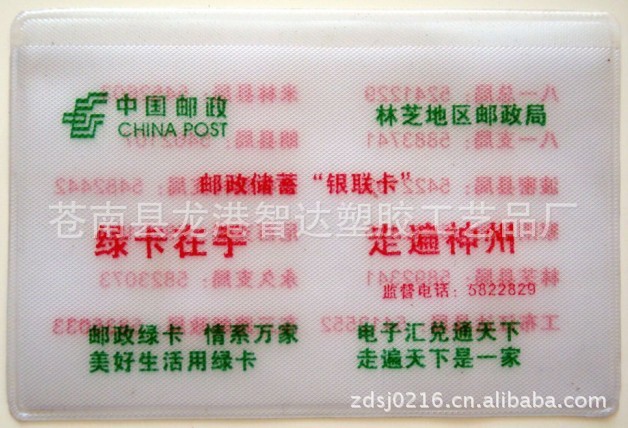 中国邮政
CHINA POST
林芝地区邮政局
邮政储蓄“银联卡”
苍南县龙港智达塑胶工艺品厂
绿卡在手 走遍神州
监督电话：5822829
邮政绿卡 情系万家
美好生活用绿卡
电子汇兑通天下
走遍天下是一家
zdsj0216.cn.alibaba.com